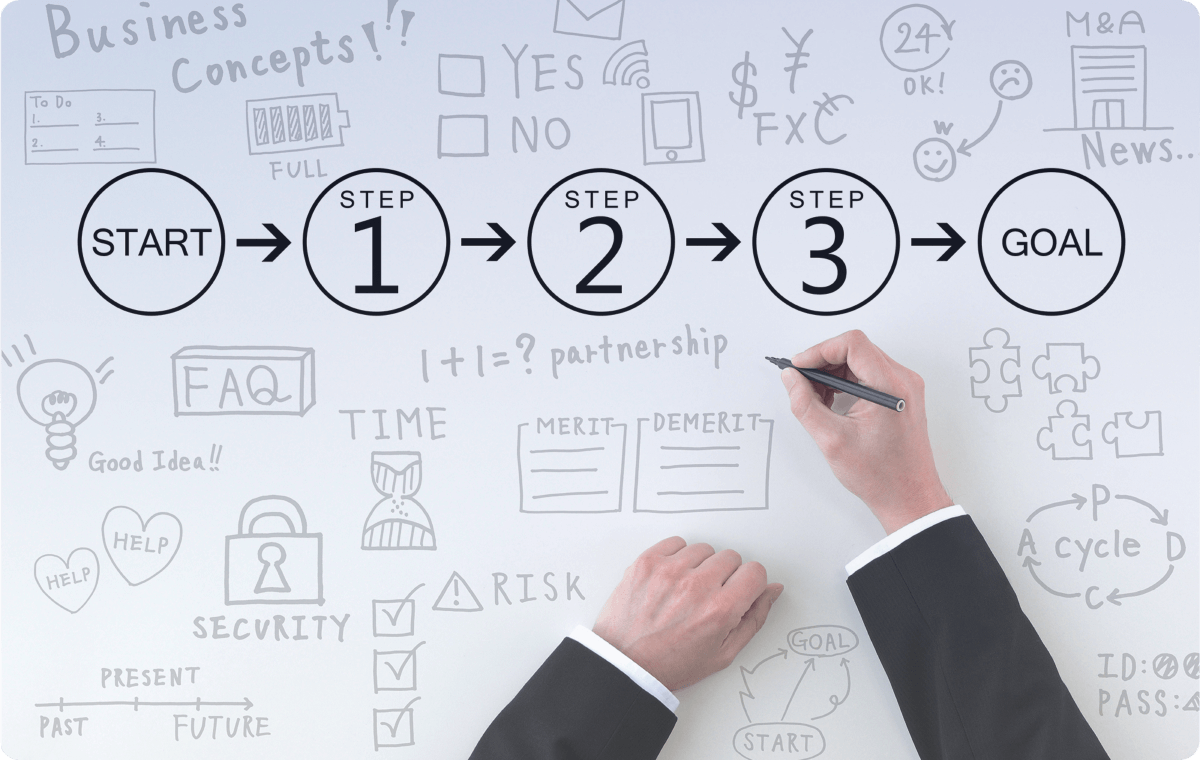 Business
Concepts!!!
To Do
1.
3.
2.
4.
FULL
YES
NO
$
¥
FX€
24
OK!
w
M&A
News..
START
STEP
1
STEP
2
STEP
3
GOAL
1+1=? partnership
FAQ
Good Idea!!
TIME
MERIT
DEMERIT
HELP
HELP
SECURITY
! RISK
P
A cycle D
C
PRESENT
PAST
FUTURE
GOAL
START
ID:
PASS: